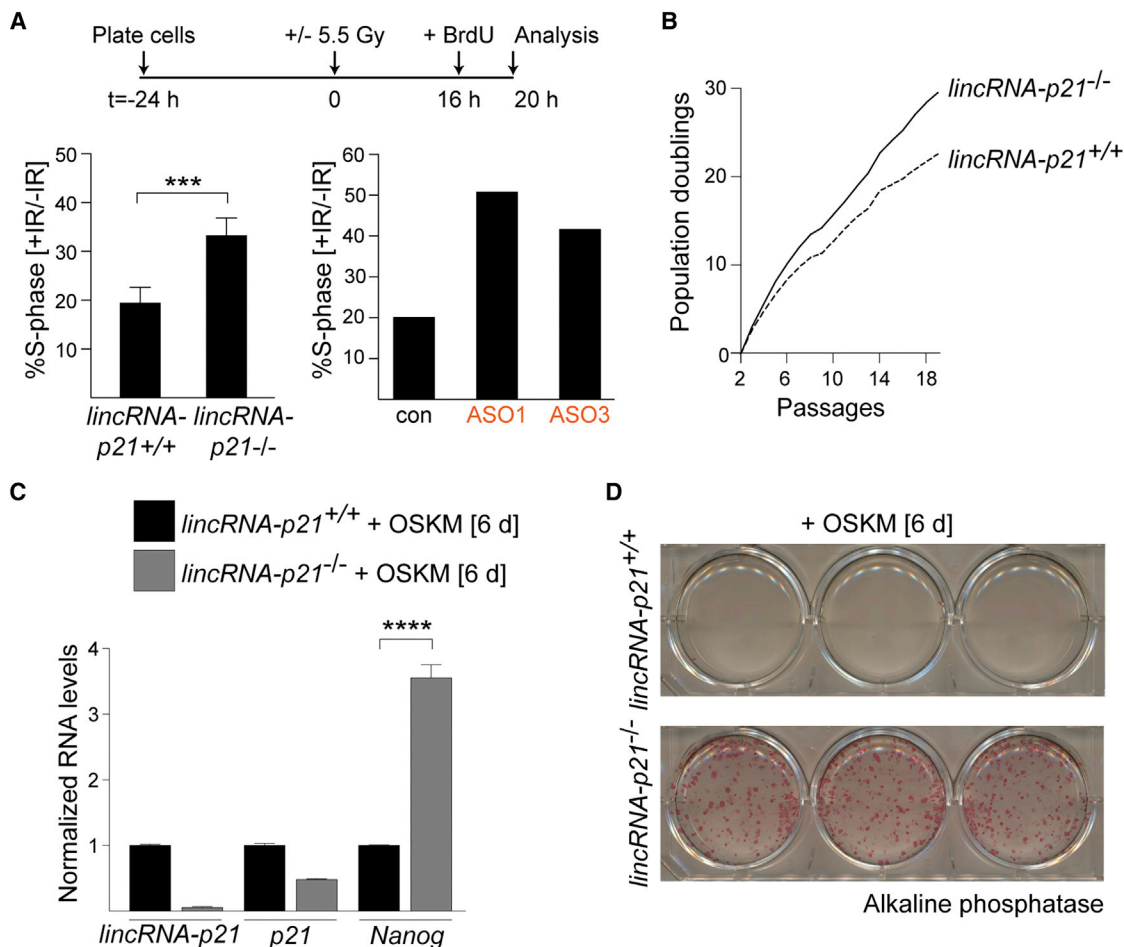 A
Plate cells +/- 5.5 Gy + BrdU Analysis
t=-24 h 0 16 h 20 h
%S-phase [+IR/-IR]
50
40
30
20
10
***
lincRNA-p21+/+
lincRNA-p21-/-
%S-phase [+IR/-IR]
60
50
40
30
20
10
con ASO1 ASO3
B
Population doublings
30
20
10
0
2 6 10 14 18
Passages
lincRNA-p21-/-
lincRNA-p21+/+
C
lincRNA-p21+/+ + OSKM [6 d]
lincRNA-p21-/- + OSKM [6 d]
Normalized RNA levels
4
3
2
1
****
lincRNA-p21 p21 Nanog
D
+ OSKM [6 d]
lincRNA-p21+/+
lincRNA-p21-/-
Alkaline phosphatase